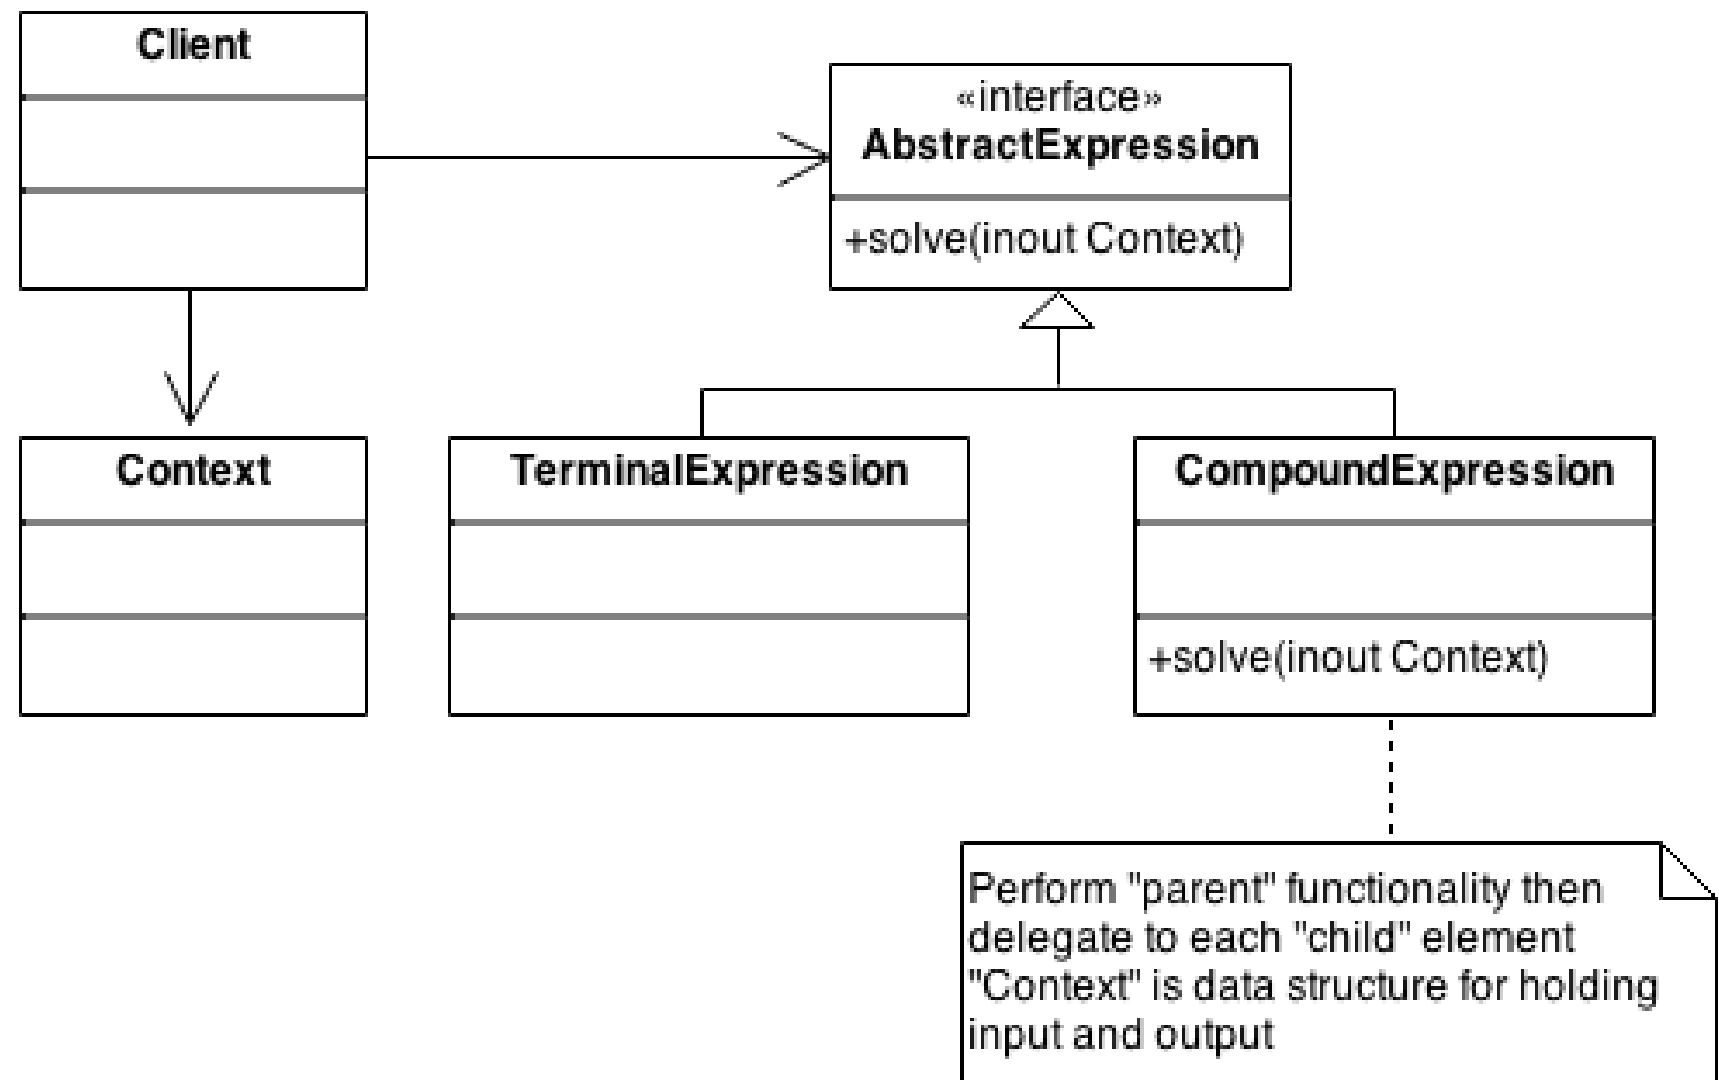 Client
«interface»
AbstractExpression
+solve(inout Context)
Context
TerminalExpression
CompoundExpression
+solve(inout Context)
Perform "parent" functionality then
delegate to each "child" element
"Context" is data structure for holding
input and output